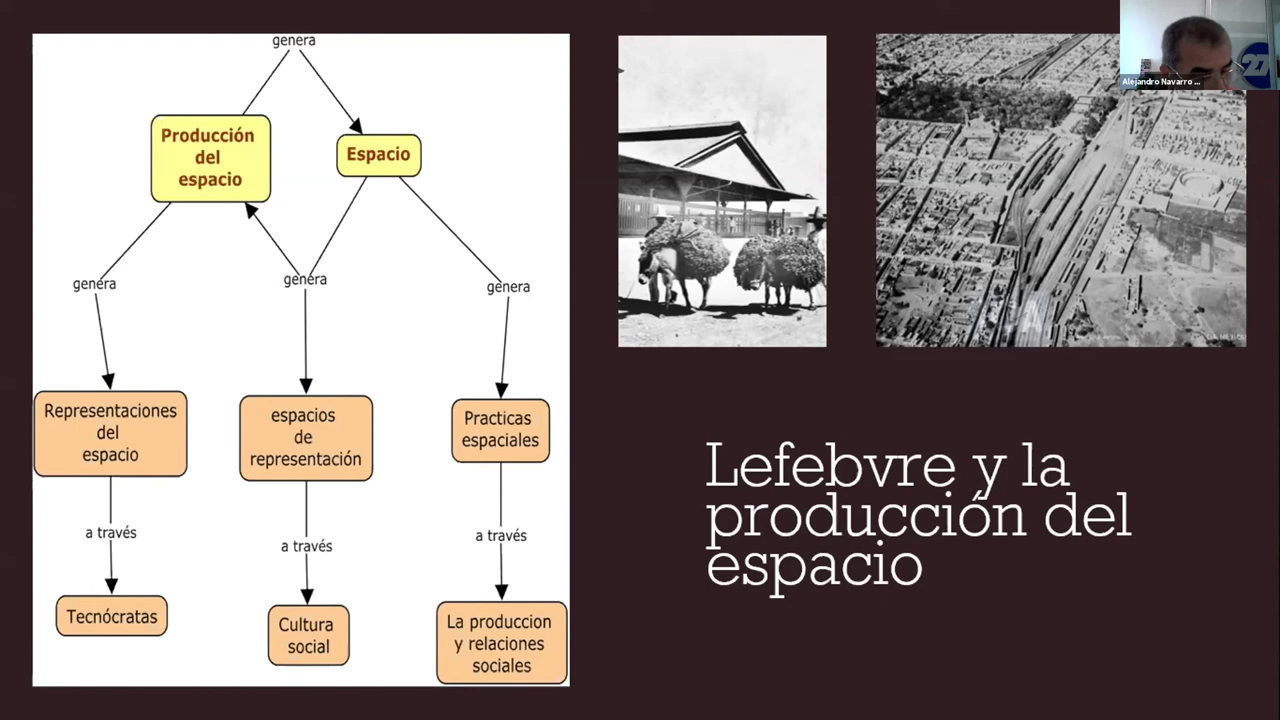 genera
Producción
del
espacio
Espacio
genera
genera
genera
Representaciones
del
espacio
espacios
de
representación
Practicas
espaciales
a través
a través
a través
Tecnócratas
Cultura
social
La produccion
y relaciones
sociales
Lefebvre y la
producción del
espacio
Alejandro Navarro ...
27